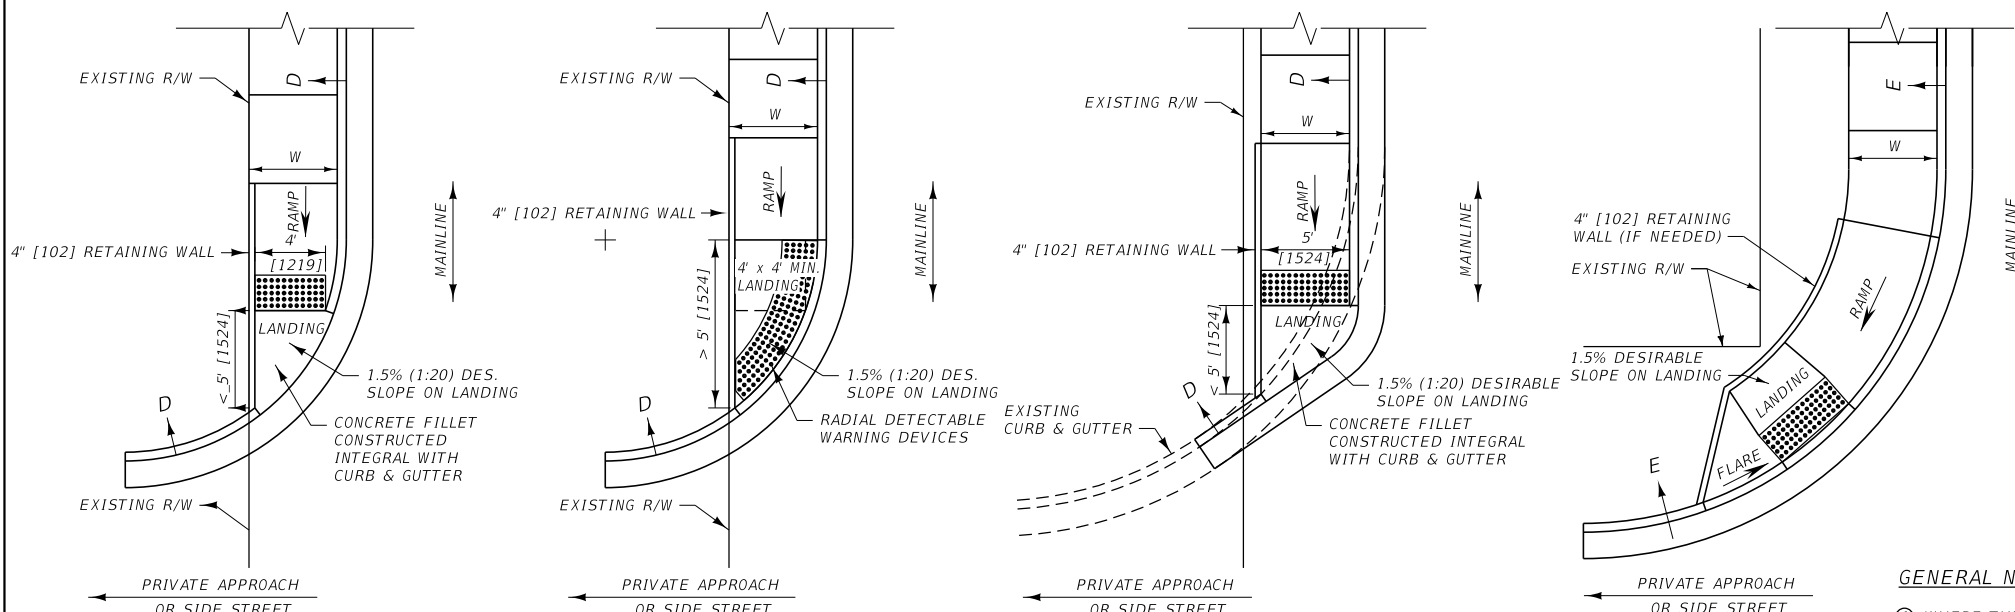 EXISTING R/W
D
W
RAMP
4'
[1219]
4" [102] RETAINING WALL
MAINLINE
< 5' [1524]
LANDING
1.5% (1:20) DES.
SLOPE ON LANDING
D
CONCRETE FILLET
CONSTRUCTED
INTEGRAL WITH
CURB & GUTTER
EXISTING R/W
PRIVATE APPROACH
OR SIDE STREET
EXISTING R/W
D
W
RAMP
4" [102] RETAINING WALL
MAINLINE
4' x 4' MIN.
LANDING
> 5' [1524]
1.5% (1:20) DES.
SLOPE ON LANDING
D
RADIAL DETECTABLE
WARNING DEVICES
EXISTING R/W
PRIVATE APPROACH
OR SIDE STREET
EXISTING R/W
D
W
RAMP
5'
[1524]
4" [102] RETAINING WALL
MAINLINE
< 5' [1524]
LANDING
1.5% (1:20) DESIRABLE
SLOPE ON LANDING
D
EXISTING
CURB & GUTTER
CONCRETE FILLET
CONSTRUCTED INTEGRAL
WITH CURB & GUTTER
PRIVATE APPROACH
OR SIDE STREET
E
W
4" [102] RETAINING
WALL (IF NEEDED)
EXISTING R/W
MAINLINE
RAMP
1.5% DESIRABLE
SLOPE ON LANDING
LANDING
FLARE
E
PRIVATE APPROACH
OR SIDE STREET
GENERAL N